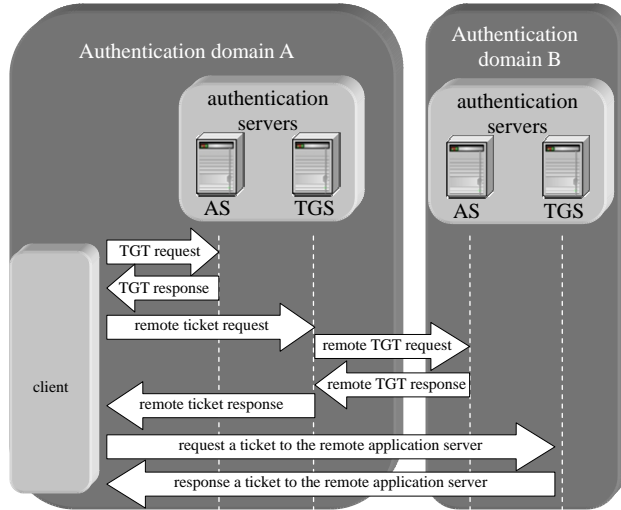 Authentication domain A
Authentication
domain B
authentication
servers
AS
TGS
authentication
servers
AS
TGS
TGT request
TGT response
remote ticket request
remote TGT request
remote TGT response
remote ticket response
client
request a ticket to the remote application server
response a ticket to the remote application server